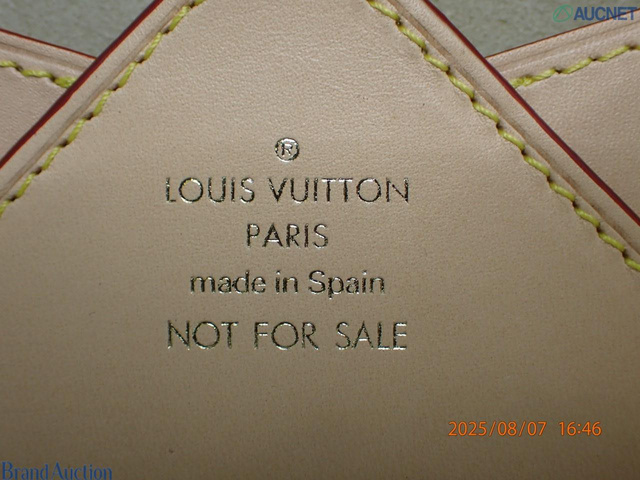 AUCNET
®
LOUIS VUITTON
PARIS
made in Spain
NOT FOR SALE
2025/08/07 16:46
Brand Auction